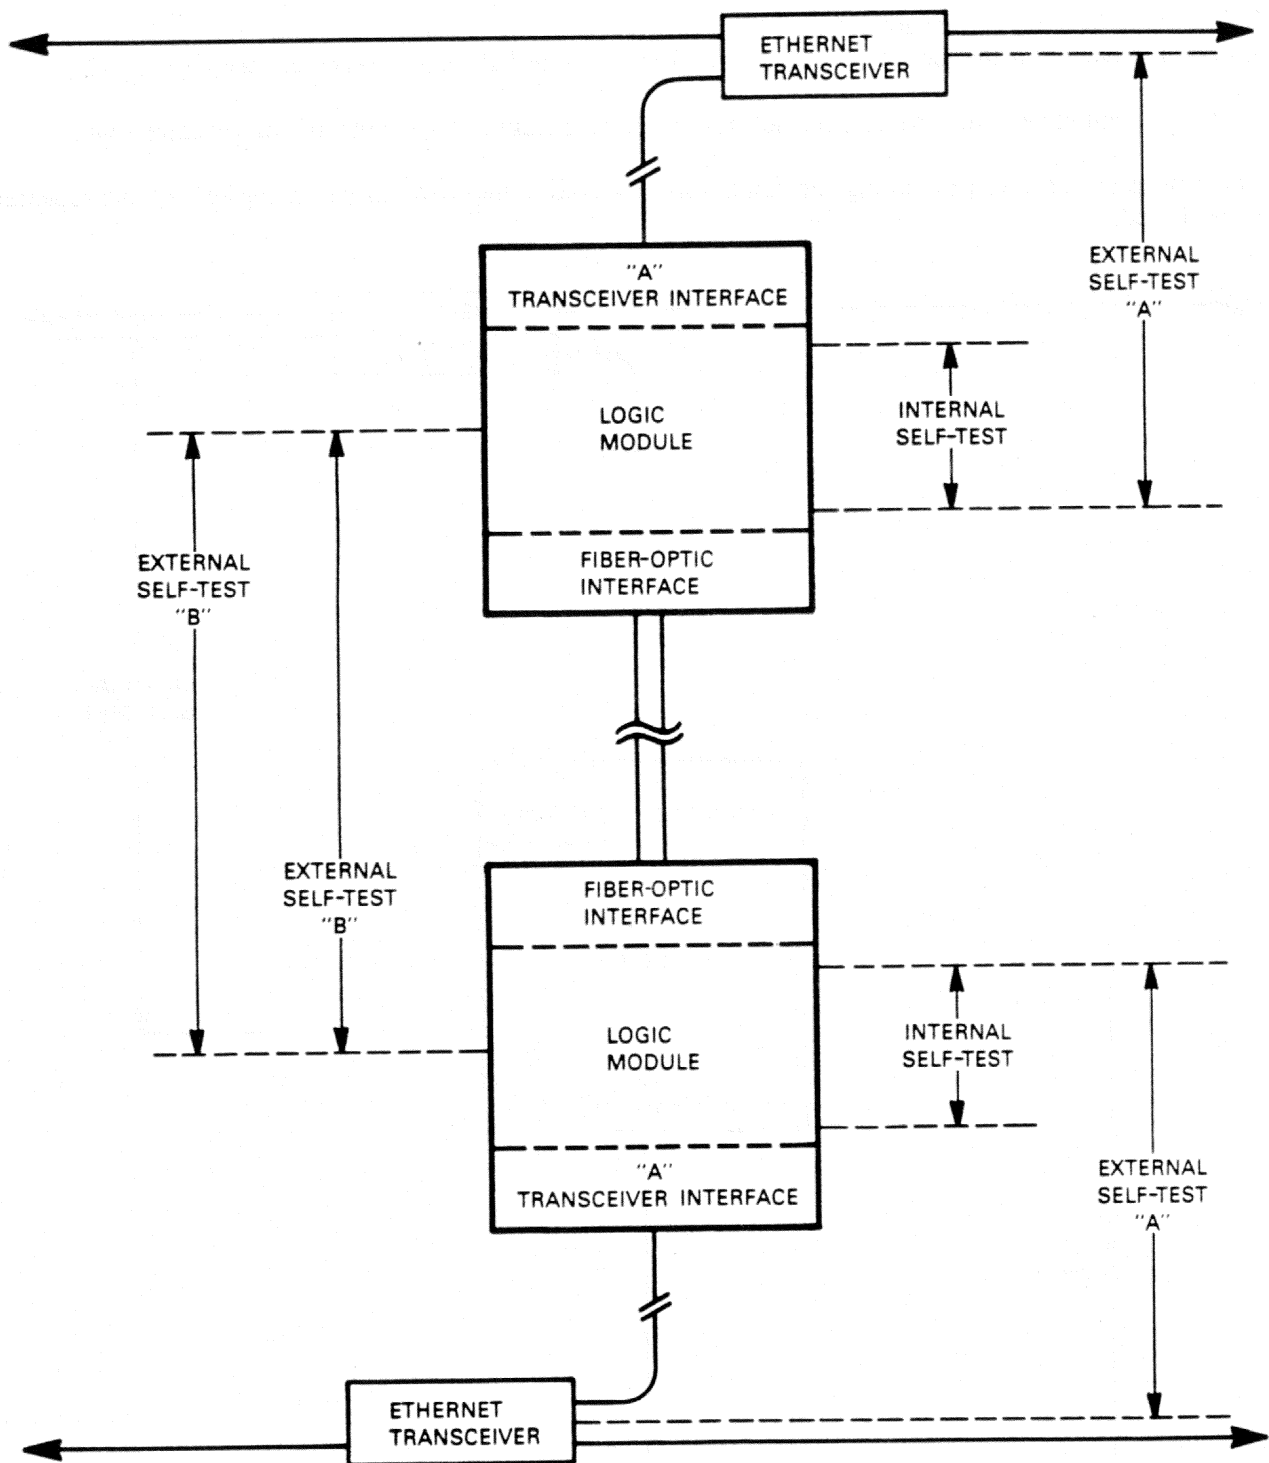 ETHERNET
TRANSCEIVER
"A"
TRANSCEIVER INTERFACE
EXTERNAL
SELF-TEST
"A"
LOGIC
MODULE
INTERNAL
SELF-TEST
FIBER-OPTIC
INTERFACE
EXTERNAL
SELF-TEST
"B"
EXTERNAL
SELF-TEST
"B"
FIBER-OPTIC
INTERFACE
LOGIC
MODULE
INTERNAL
SELF-TEST
"A"
TRANSCEIVER INTERFACE
EXTERNAL
SELF-TEST
"A"
ETHERNET
TRANSCEIVER